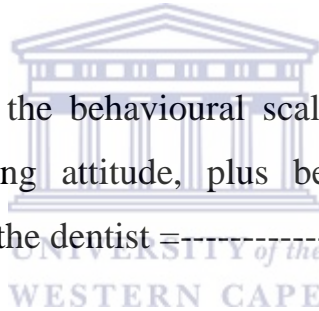 the behavioural scal
ng attitude, plus be
the dentist =------------
UNIVERSITY of the
WESTERN CAPE